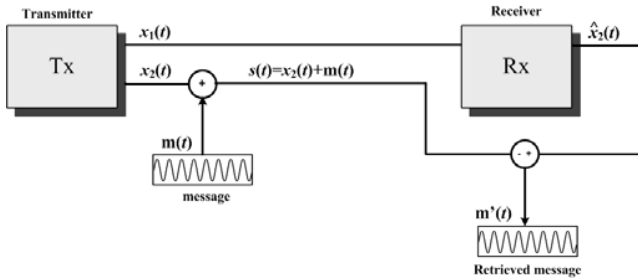 Transmitter
Receiver
x₁(t)
x̂₂(t)
Tx
Rx
x₂(t)
s(t)=x₂(t)+m(t)
+
m(t)
- +
message
m'(t)
Retrieved message